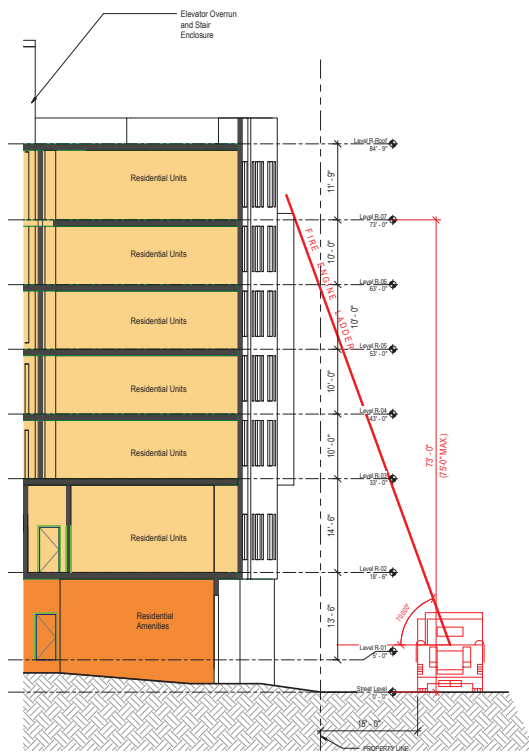 Elevator Overrun
and Stair
Enclosure
Level R-Roof
84' - 9"
11' - 9"
Residential Units
Level R-07
73' - 0"
FIRE ENGINE LADDER
10' - 0"
Residential Units
Level R-06
63' - 0"
10' - 0"
Residential Units
Level R-05
53' - 0"
10' - 0"
Residential Units
Level R-04
43' - 0"
73' - 0"
(75'-0" MAX.)
10' - 0"
Residential Units
Level R-03
33' - 0"
14' - 6"
Residential Units
Level R-02
18' - 6"
70.000°
13' - 6"
Residential
Amenities
Level R-01
5' - 0"
Street Level
0' - 0"
15' - 0"
PROPERTY LINE